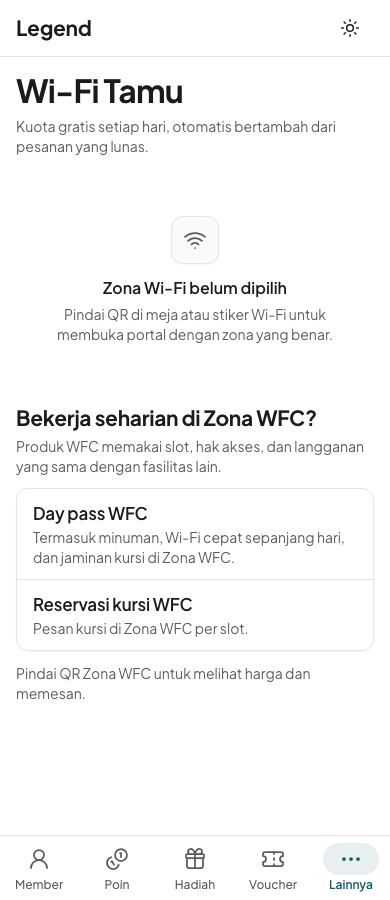 Legend
Wi-Fi Tamu
Kuota gratis setiap hari, otomatis bertambah dari
pesanan yang lunas.
Zona Wi-Fi belum dipilih
Pindai QR di meja atau stiker Wi-Fi untuk
membuka portal dengan zona yang benar.
Bekerja seharian di Zona WFC?
Produk WFC memakai slot, hak akses, dan langganan
yang sama dengan fasilitas lain.
Day pass WFC
Termasuk minuman, Wi-Fi cepat sepanjang hari,
dan jaminan kursi di Zona WFC.
Reservasi kursi WFC
Pesan kursi di Zona WFC per slot.
Pindai QR Zona WFC untuk melihat harga dan
memesan.
Member Poin Hadiah Voucher Lainnya